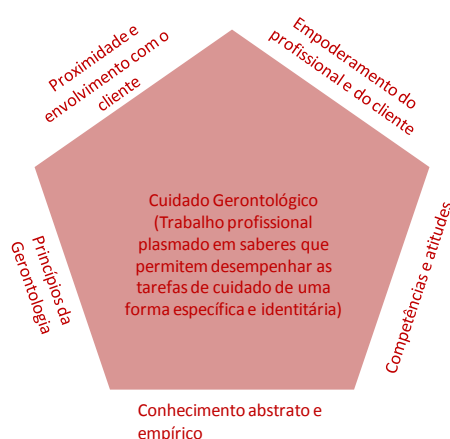 Proximidade e
envolvimento com o
cliente
Empoderamento do
profissional e do cliente
Cuidado Gerontológico
(Trabalho profissional
plasmado em saberes que
permitem desempenhar as
tarefas de cuidado de uma
forma específica e identitária)
Princípios da
Gerontologia
Competências e atitudes
Conhecimento abstrato e
empírico